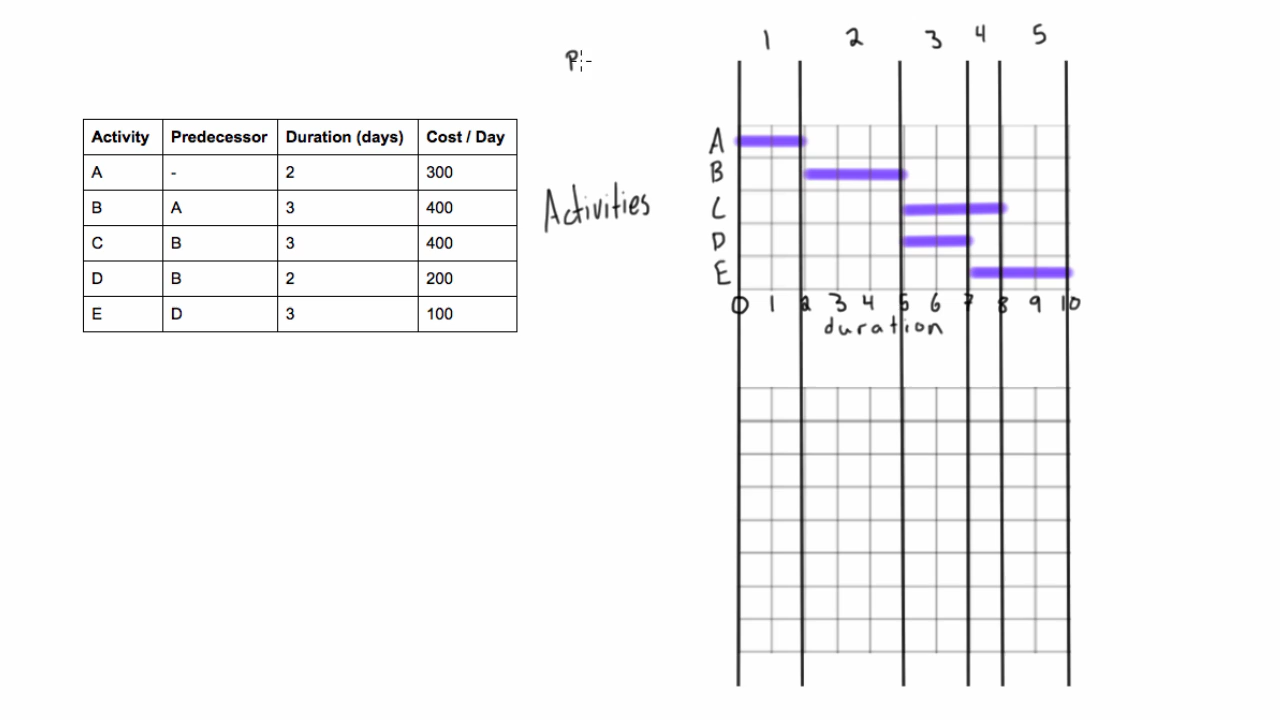 1 2 3 4 5
P
Activity Predecessor Duration (days) Cost / Day
A - 2 300
B A 3 400
C B 3 400
D B 2 200
E D 3 100
Activities
A
B
C
D
E
0 1 2 3 4 5 6 7 8 9 10
duration